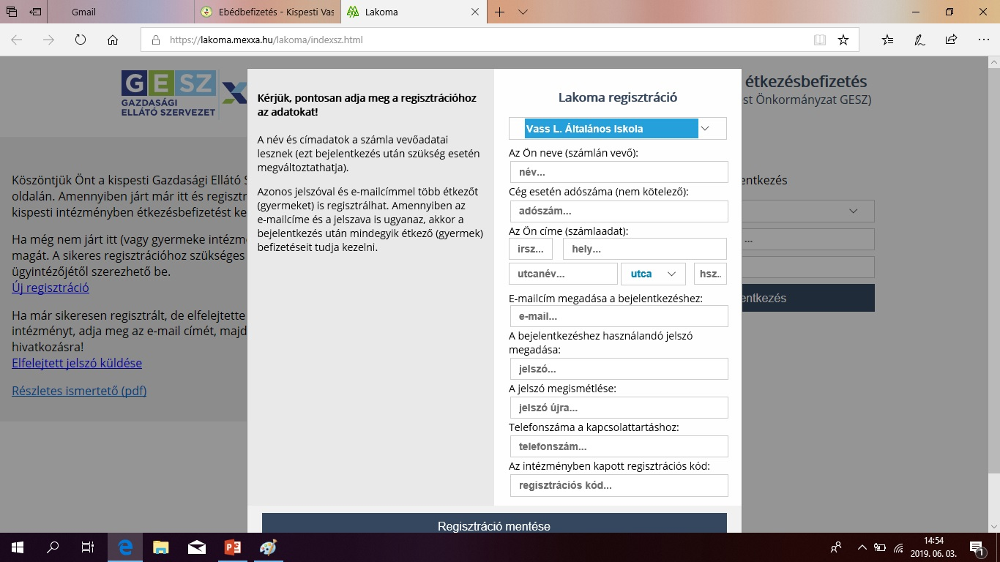 Gmail
Ebédbefizetés - Kispesti Vas
Lakoma
https://lakoma.mexxa.hu/lakoma/indexsz.html
GESZ
GAZDASÁGI
ELLÁTÓ SZERVEZET
étkezésbefizetés
st Önkormányzat GESZ)
Köszöntjük Önt a kispesti Gazdasági Ellátó S
oldalán. Amennyiben járt már itt és regisztr
kispesti intézményben étkezésbefizetést ke
Ha még nem járt itt (vagy gyermeke intézm
magát. A sikeres regisztrációhoz szükséges
ügyintézőjétől szerezhető be.
Új regisztráció
Ha már sikeresen regisztrált, de elfelejtette
intézményt, adja meg az e-mail címét, majd
hivatkozásra!
Elfelejtett jelszó küldése
Részletes ismertető (pdf)
Kérjük, pontosan adja meg a regisztrációhoz
az adatokat!
A név és címadatok a számla vevőadatai
lesznek (ezt bejelentkezés után szükség esetén
megváltoztathatja).
Azonos jelszóval és e-mailcímmel több étkezőt
(gyermeket) is regisztrálhat. Amennyiben az
e-mailcíme és a jelszava is ugyanaz, akkor a
bejelentkezés után mindegyik étkező (gyermek)
befizetéseit tudja kezelni.
Lakoma regisztráció
Vass L. Általános Iskola
Az Ön neve (számlán vevő):
név...
Cég esetén adószáma (nem kötelező):
adószám...
Az Ön címe (számlaadat):
irsz... hely...
utcanév... utca hsz..
E-mailcím megadása a bejelentkezéshez:
e-mail...
A bejelentkezéshez használandó jelszó
megadása:
jelszó...
A jelszó megismétlése:
jelszó újra...
Telefonszáma a kapcsolattartáshoz:
telefonszám...
Az intézményben kapott regisztrációs kód:
regisztrációs kód...
Regisztráció mentése
entkezés
...
entkezés
14:54
2019. 06. 03.
1